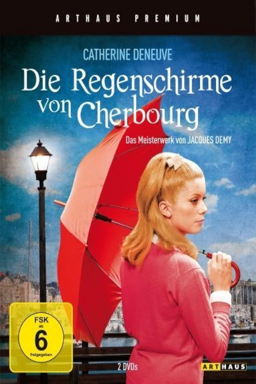 ARTHAUS PREMIUM
CATHERINE DENEUVE
Die Regenschirme
von
Cherbourg
Das Meisterwerk von JACQUES DEMY
FSK
ab
6
freigegeben
2 DVDs
ARTHAUS